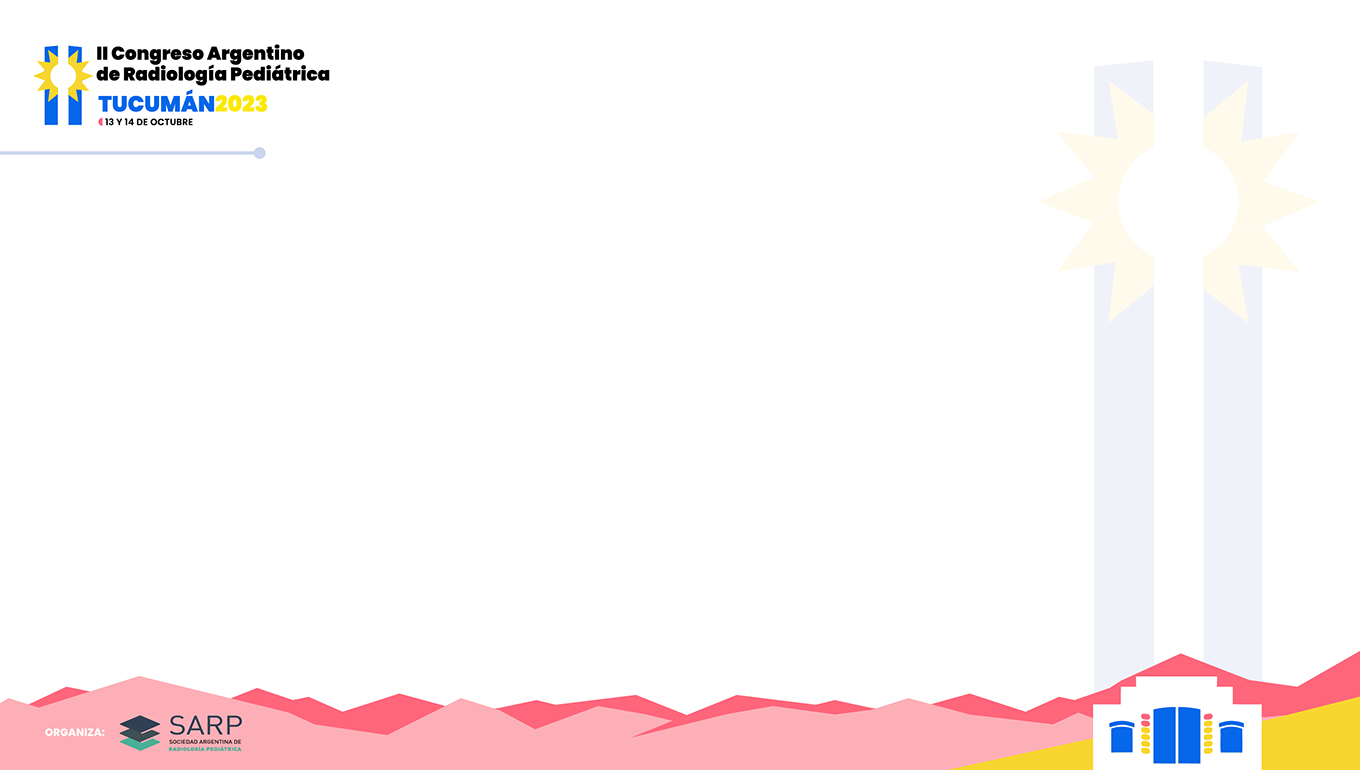 II Congreso Argentino
de Radiología Pediátrica
TUCUMÁN2023
13 Y 14 DE OCTUBRE
ORGANIZA:
SARP
SOCIEDAD ARGENTINA DE
RADIOLOGÍA PEDIÁTRICA